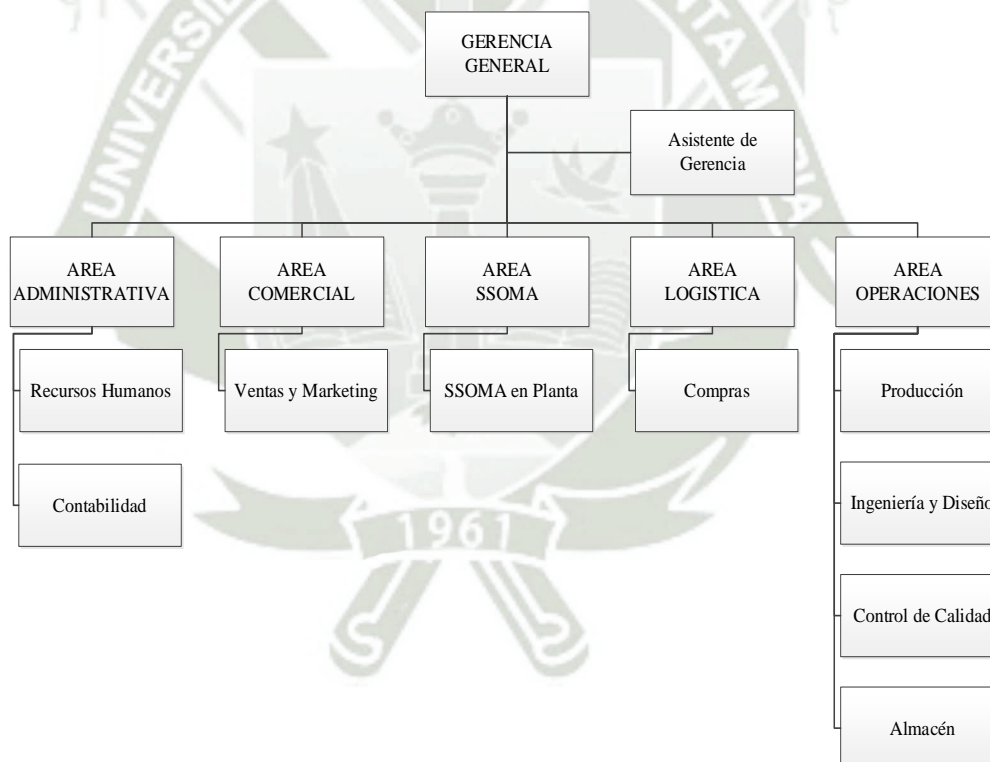 GERENCIA
GENERAL
Asistente de
Gerencia
AREA
ADMINISTRATIVA
AREA
COMERCIAL
AREA
SSOMA
AREA
LOGISTICA
AREA
OPERACIONES
Recursos Humanos
Ventas y Marketing
SSOMA en Planta
Compras
Producción
Contabilidad
Ingeniería y Diseño
Control de Calidad
Almacén
1961